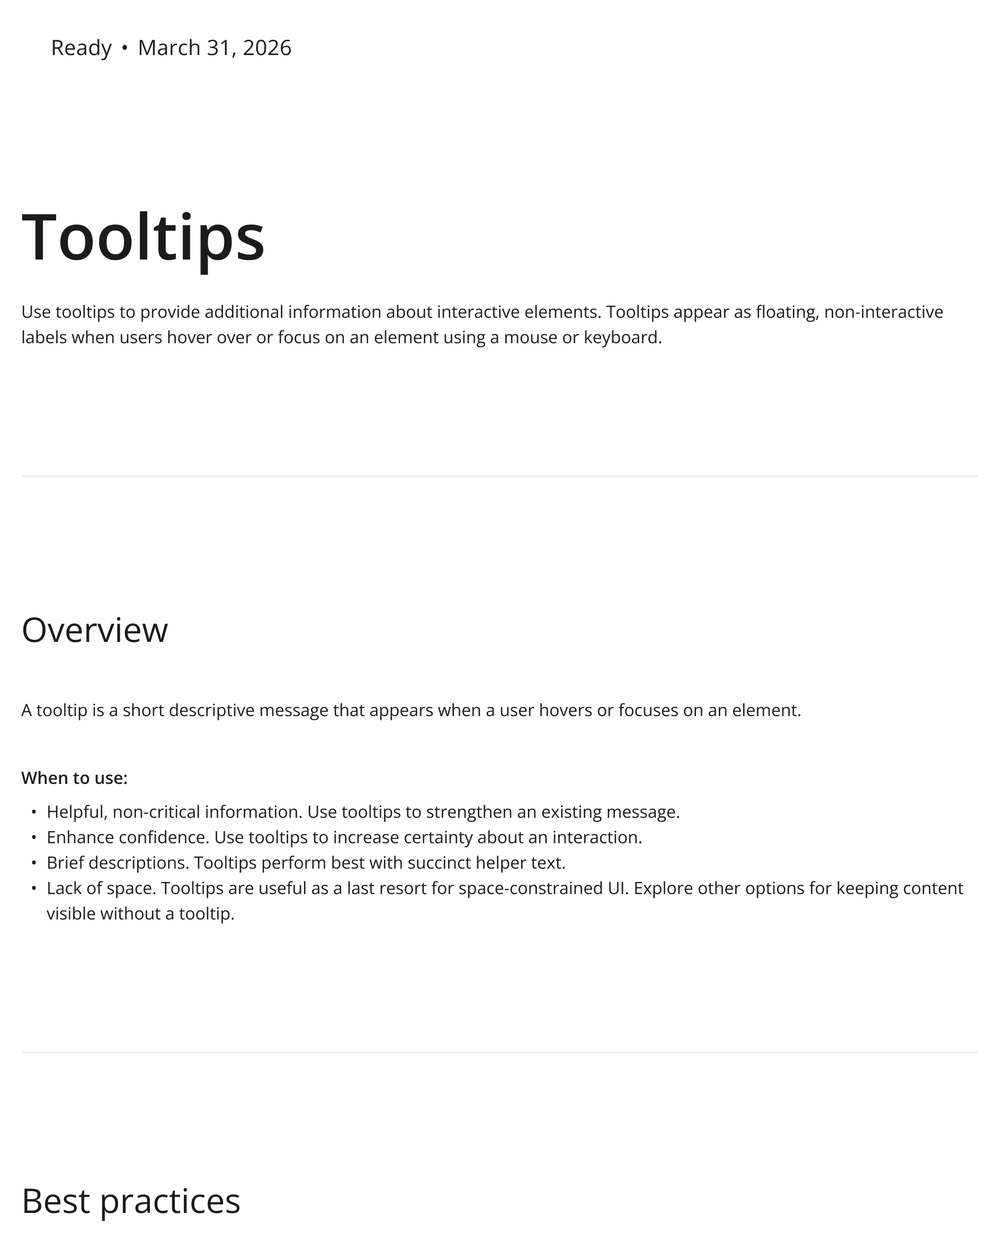 Ready • March 31, 2026
Tooltips
Use tooltips to provide additional information about interactive elements. Tooltips appear as floating, non-interactive
labels when users hover over or focus on an element using a mouse or keyboard.
Overview
A tooltip is a short descriptive message that appears when a user hovers or focuses on an element.
When to use:
• Helpful, non-critical information. Use tooltips to strengthen an existing message.
• Enhance confidence. Use tooltips to increase certainty about an interaction.
• Brief descriptions. Tooltips perform best with succinct helper text.
• Lack of space. Tooltips are useful as a last resort for space-constrained UI. Explore other options for keeping content
visible without a tooltip.
Best practices